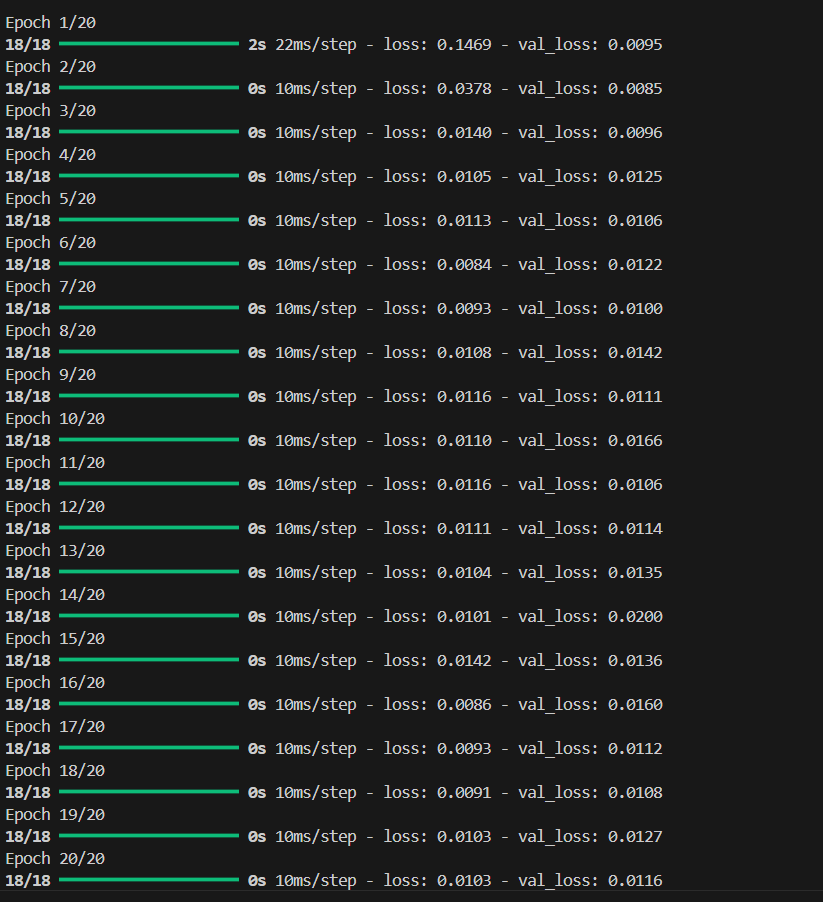 Epoch 1/20
18/18 ━━━━━━━━━━━━━━━━━━━━ 2s 22ms/step - loss: 0.1469 - val_loss: 0.0095
Epoch 2/20
18/18 ━━━━━━━━━━━━━━━━━━━━ 0s 10ms/step - loss: 0.0378 - val_loss: 0.0085
Epoch 3/20
18/18 ━━━━━━━━━━━━━━━━━━━━ 0s 10ms/step - loss: 0.0140 - val_loss: 0.0096
Epoch 4/20
18/18 ━━━━━━━━━━━━━━━━━━━━ 0s 10ms/step - loss: 0.0105 - val_loss: 0.0125
Epoch 5/20
18/18 ━━━━━━━━━━━━━━━━━━━━ 0s 10ms/step - loss: 0.0113 - val_loss: 0.0106
Epoch 6/20
18/18 ━━━━━━━━━━━━━━━━━━━━ 0s 10ms/step - loss: 0.0084 - val_loss: 0.0122
Epoch 7/20
18/18 ━━━━━━━━━━━━━━━━━━━━ 0s 10ms/step - loss: 0.0093 - val_loss: 0.0100
Epoch 8/20
18/18 ━━━━━━━━━━━━━━━━━━━━ 0s 10ms/step - loss: 0.0108 - val_loss: 0.0142
Epoch 9/20
18/18 ━━━━━━━━━━━━━━━━━━━━ 0s 10ms/step - loss: 0.0116 - val_loss: 0.0111
Epoch 10/20
18/18 ━━━━━━━━━━━━━━━━━━━━ 0s 10ms/step - loss: 0.0110 - val_loss: 0.0166
Epoch 11/20
18/18 ━━━━━━━━━━━━━━━━━━━━ 0s 10ms/step - loss: 0.0116 - val_loss: 0.0106
Epoch 12/20
18/18 ━━━━━━━━━━━━━━━━━━━━ 0s 10ms/step - loss: 0.0111 - val_loss: 0.0114
Epoch 13/20
18/18 ━━━━━━━━━━━━━━━━━━━━ 0s 10ms/step - loss: 0.0104 - val_loss: 0.0135
Epoch 14/20
18/18 ━━━━━━━━━━━━━━━━━━━━ 0s 10ms/step - loss: 0.0101 - val_loss: 0.0200
Epoch 15/20
18/18 ━━━━━━━━━━━━━━━━━━━━ 0s 10ms/step - loss: 0.0142 - val_loss: 0.0136
Epoch 16/20
18/18 ━━━━━━━━━━━━━━━━━━━━ 0s 10ms/step - loss: 0.0086 - val_loss: 0.0160
Epoch 17/20
18/18 ━━━━━━━━━━━━━━━━━━━━ 0s 10ms/step - loss: 0.0093 - val_loss: 0.0112
Epoch 18/20
18/18 ━━━━━━━━━━━━━━━━━━━━ 0s 10ms/step - loss: 0.0091 - val_loss: 0.0108
Epoch 19/20
18/18 ━━━━━━━━━━━━━━━━━━━━ 0s 10ms/step - loss: 0.0103 - val_loss: 0.0127
Epoch 20/20
18/18 ━━━━━━━━━━━━━━━━━━━━ 0s 10ms/step - loss: 0.0103 - val_loss: 0.0116